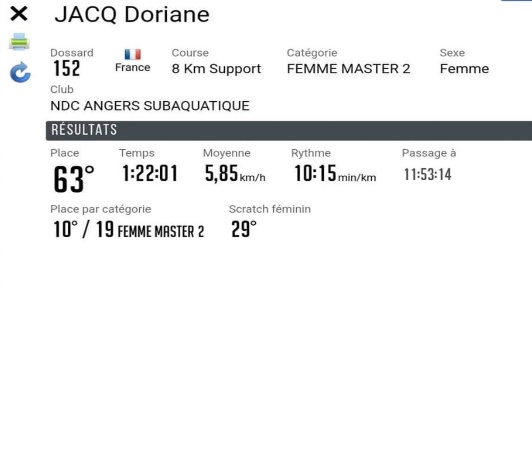 JACQ Doriane
Dossard Course Catégorie Sexe
152 France 8 Km Support FEMME MASTER 2 Femme
Club
NDC ANGERS SUBAQUATIQUE
RÉSULTATS
Place Temps Moyenne Rythme Passage à
63° 1:22:01 5,85 km/h 10:15 min/km 11:53:14
Place par catégorie Scratch féminin
10° / 19 FEMME MASTER 2 29°